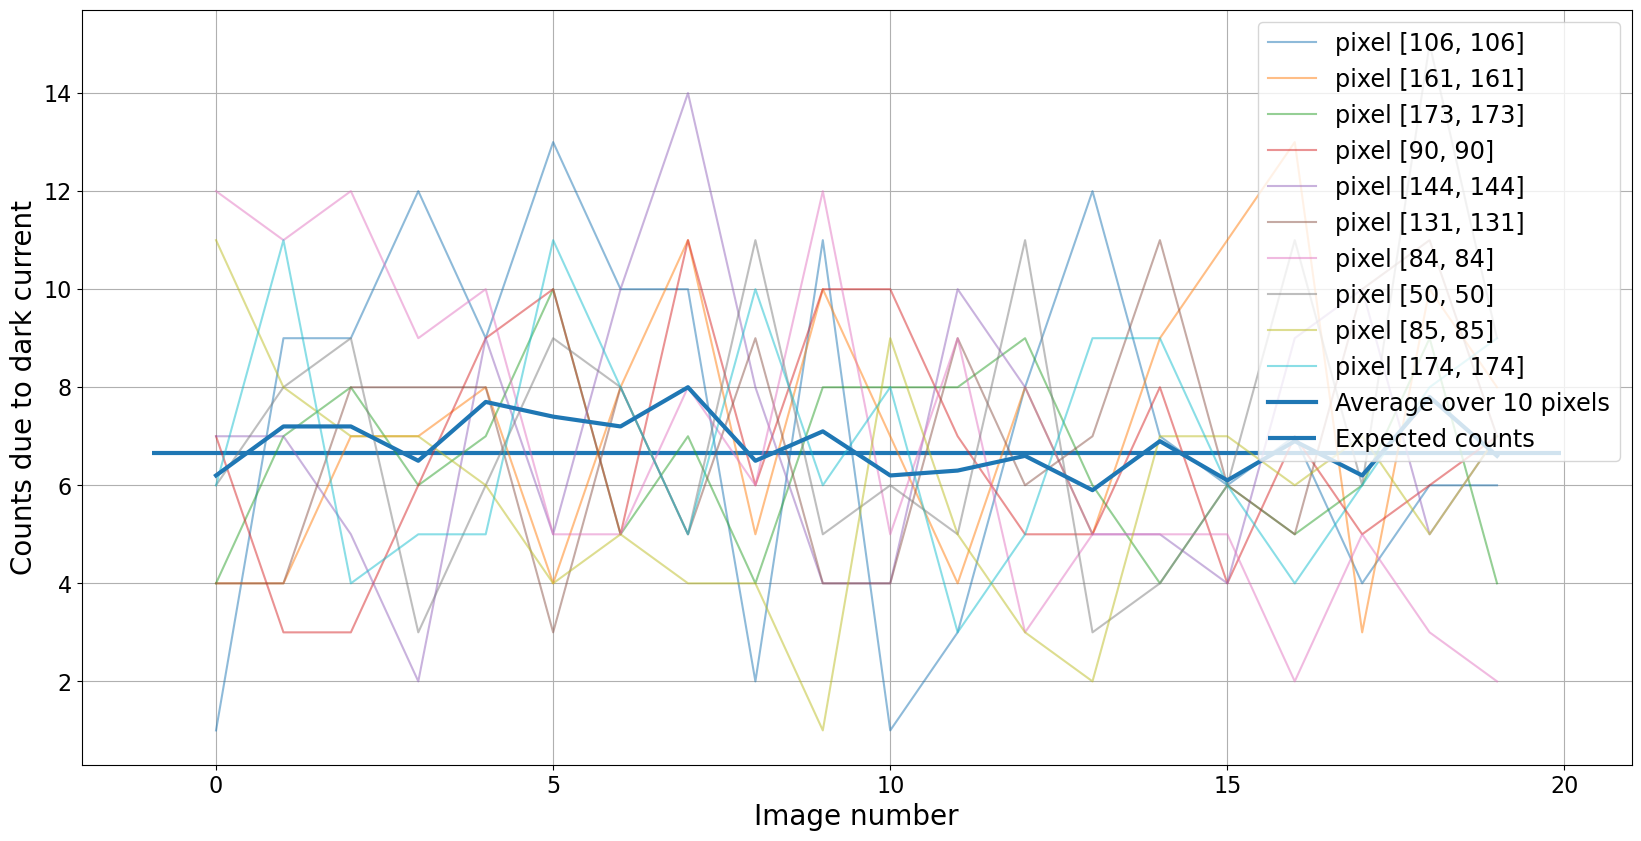 pixel [106, 106]
pixel [161, 161]
pixel [173, 173]
pixel [90, 90]
pixel [144, 144]
pixel [131, 131]
pixel [84, 84]
pixel [50, 50]
pixel [85, 85]
pixel [174, 174]
Average over 10 pixels
Expected counts
Counts due to dark current
14
12
10
8
6
4
2
0 5 10 15 20
Image number